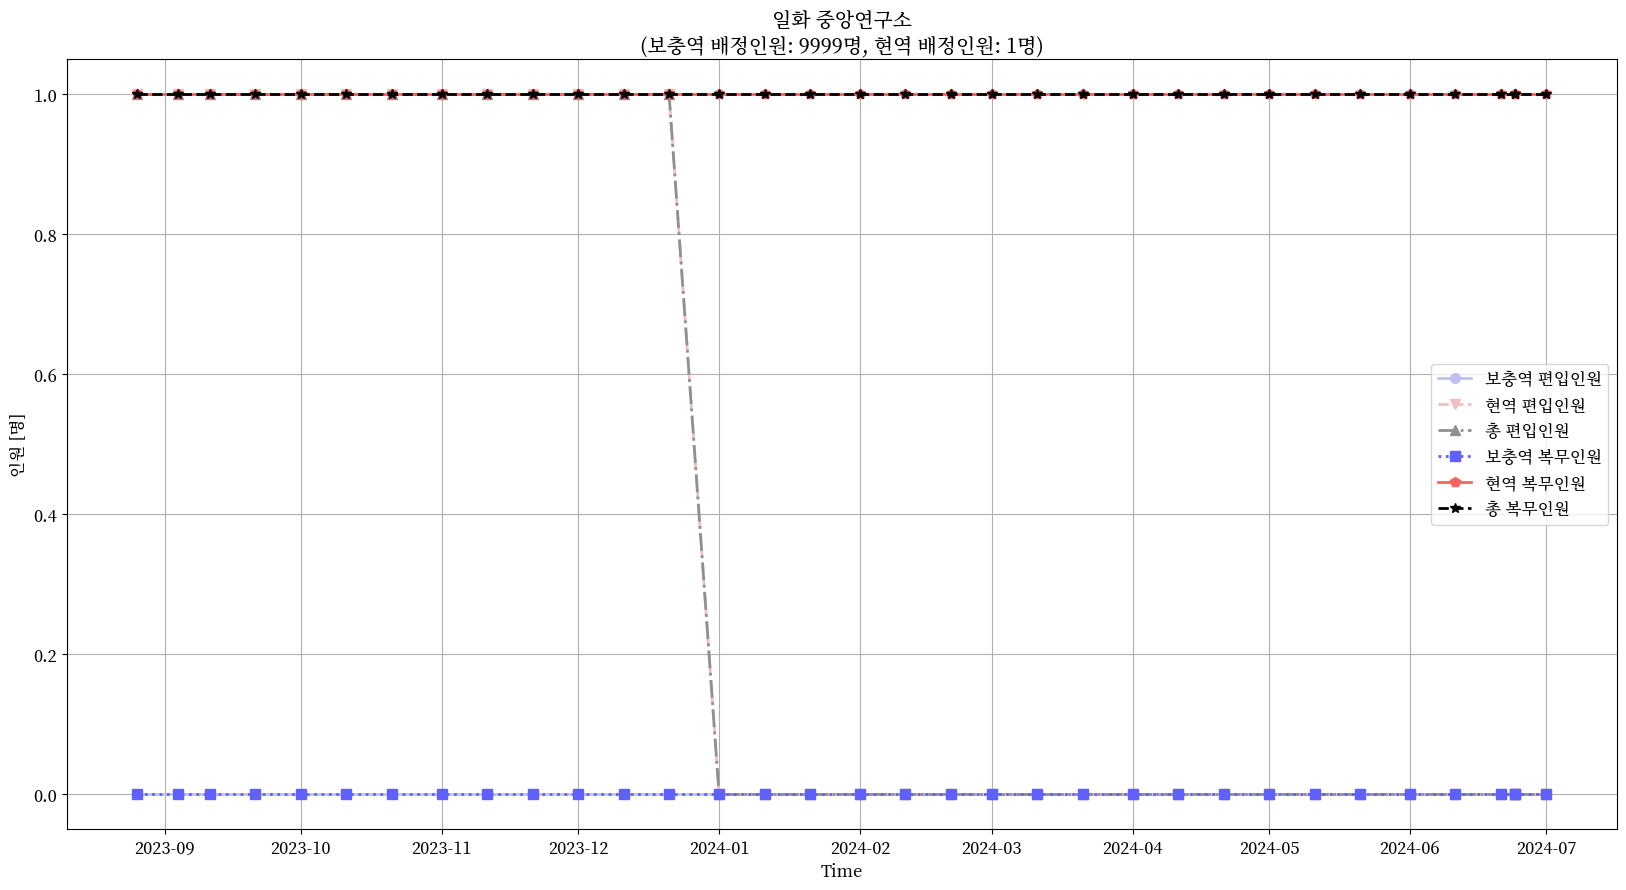 일화 중앙연구소
(보충역 배정인원: 9999명, 현역 배정인원: 1명)
인원 [명]
1.0
0.8
0.6
0.4
0.2
0.0
보충역 편입인원
현역 편입인원
총 편입인원
보충역 복무인원
현역 복무인원
총 복무인원
2023-09
2023-10
2023-11
2023-12
2024-01
2024-02
2024-03
2024-04
2024-05
2024-06
2024-07
Time